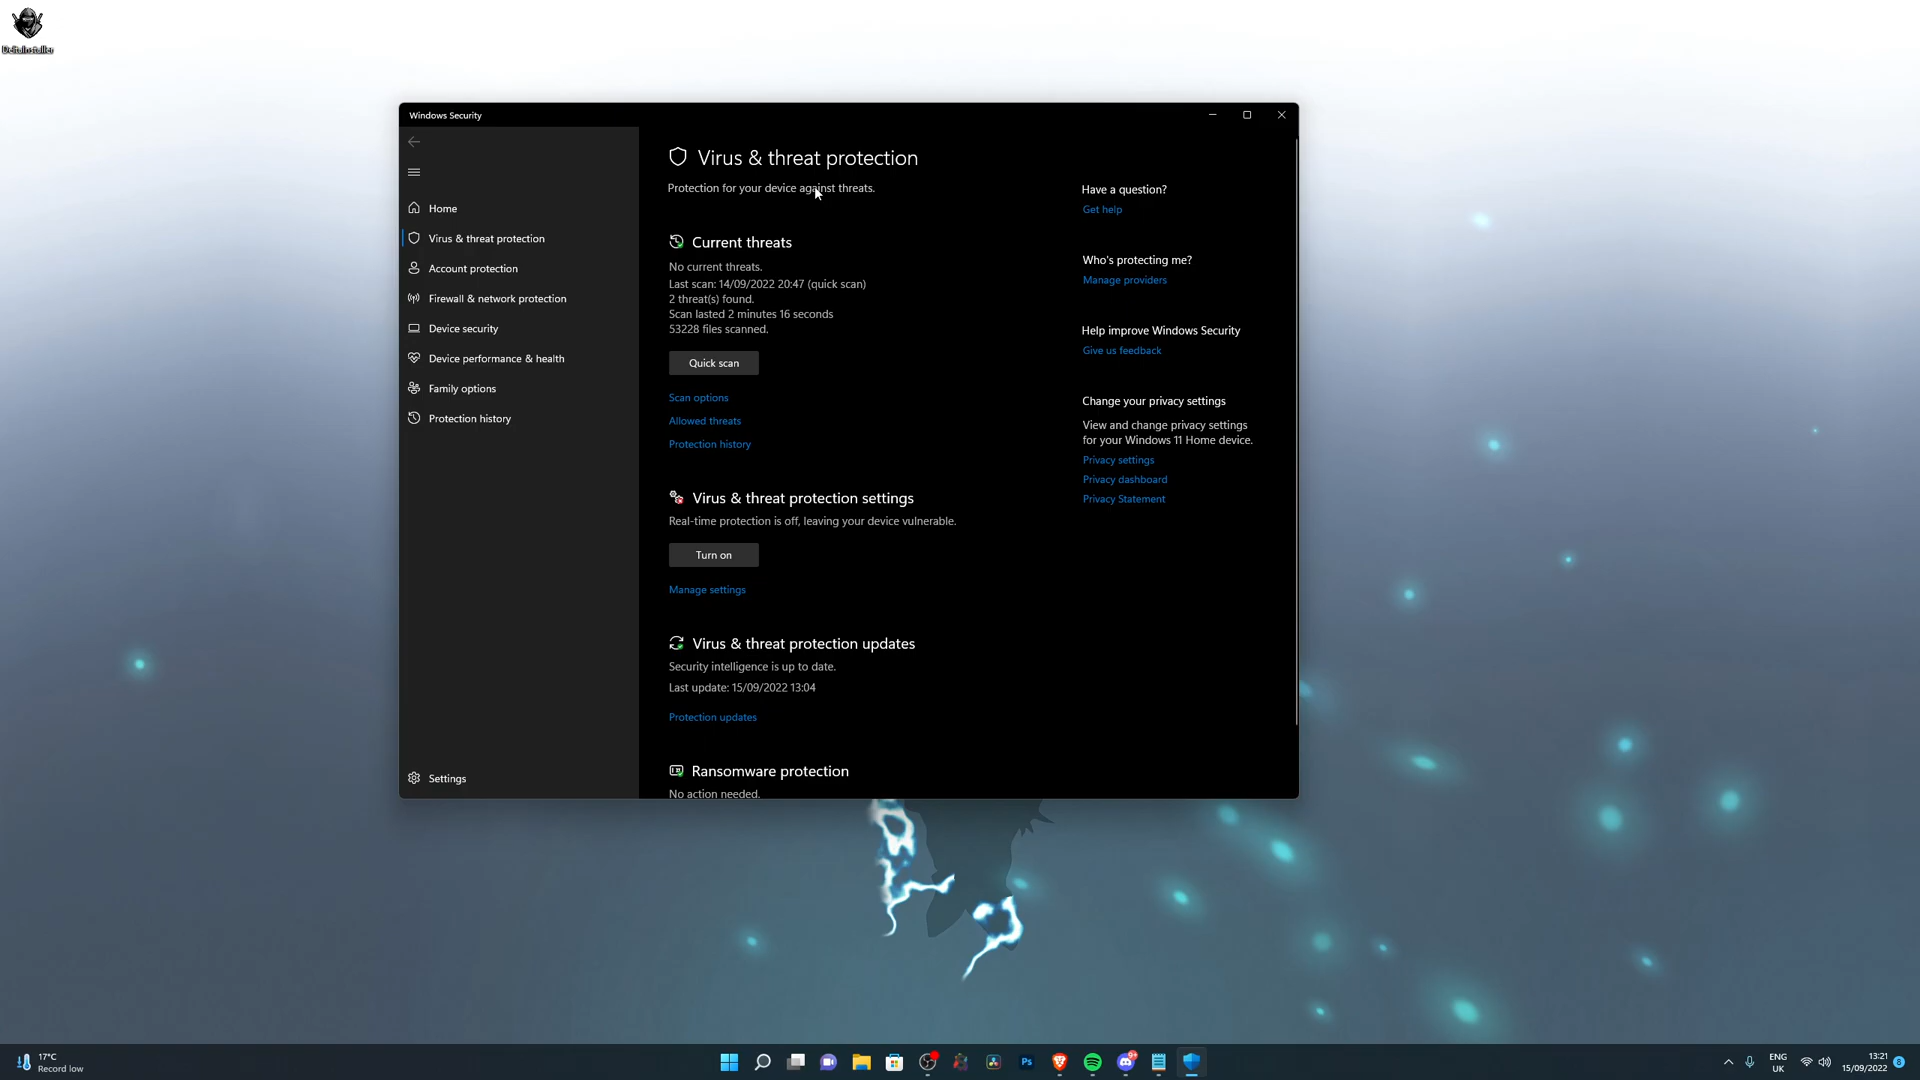 DeltaInstaller
Windows Security
Home
Virus & threat protection
Account protection
Firewall & network protection
Device security
Device performance & health
Family options
Protection history
Settings
Virus & threat protection
Protection for your device against threats.
Current threats
No current threats.
Last scan: 14/09/2022 20:47 (quick scan)
2 threat(s) found.
Scan lasted 2 minutes 16 seconds
53228 files scanned.
Quick scan
Scan options
Allowed threats
Protection history
Virus & threat protection settings
Real-time protection is off, leaving your device vulnerable.
Turn on
Manage settings
Virus & threat protection updates
Security intelligence is up to date.
Last update: 15/09/2022 13:04
Protection updates
Ransomware protection
No action needed.
Have a question?
Get help
Who's protecting me?
Manage providers
Help improve Windows Security
Give us feedback
Change your privacy settings
View and change privacy settings
for your Windows 11 Home device.
Privacy settings
Privacy dashboard
Privacy Statement
17°C
Record low
Ps
9+
ENG
UK
13:21
15/09/2022
8